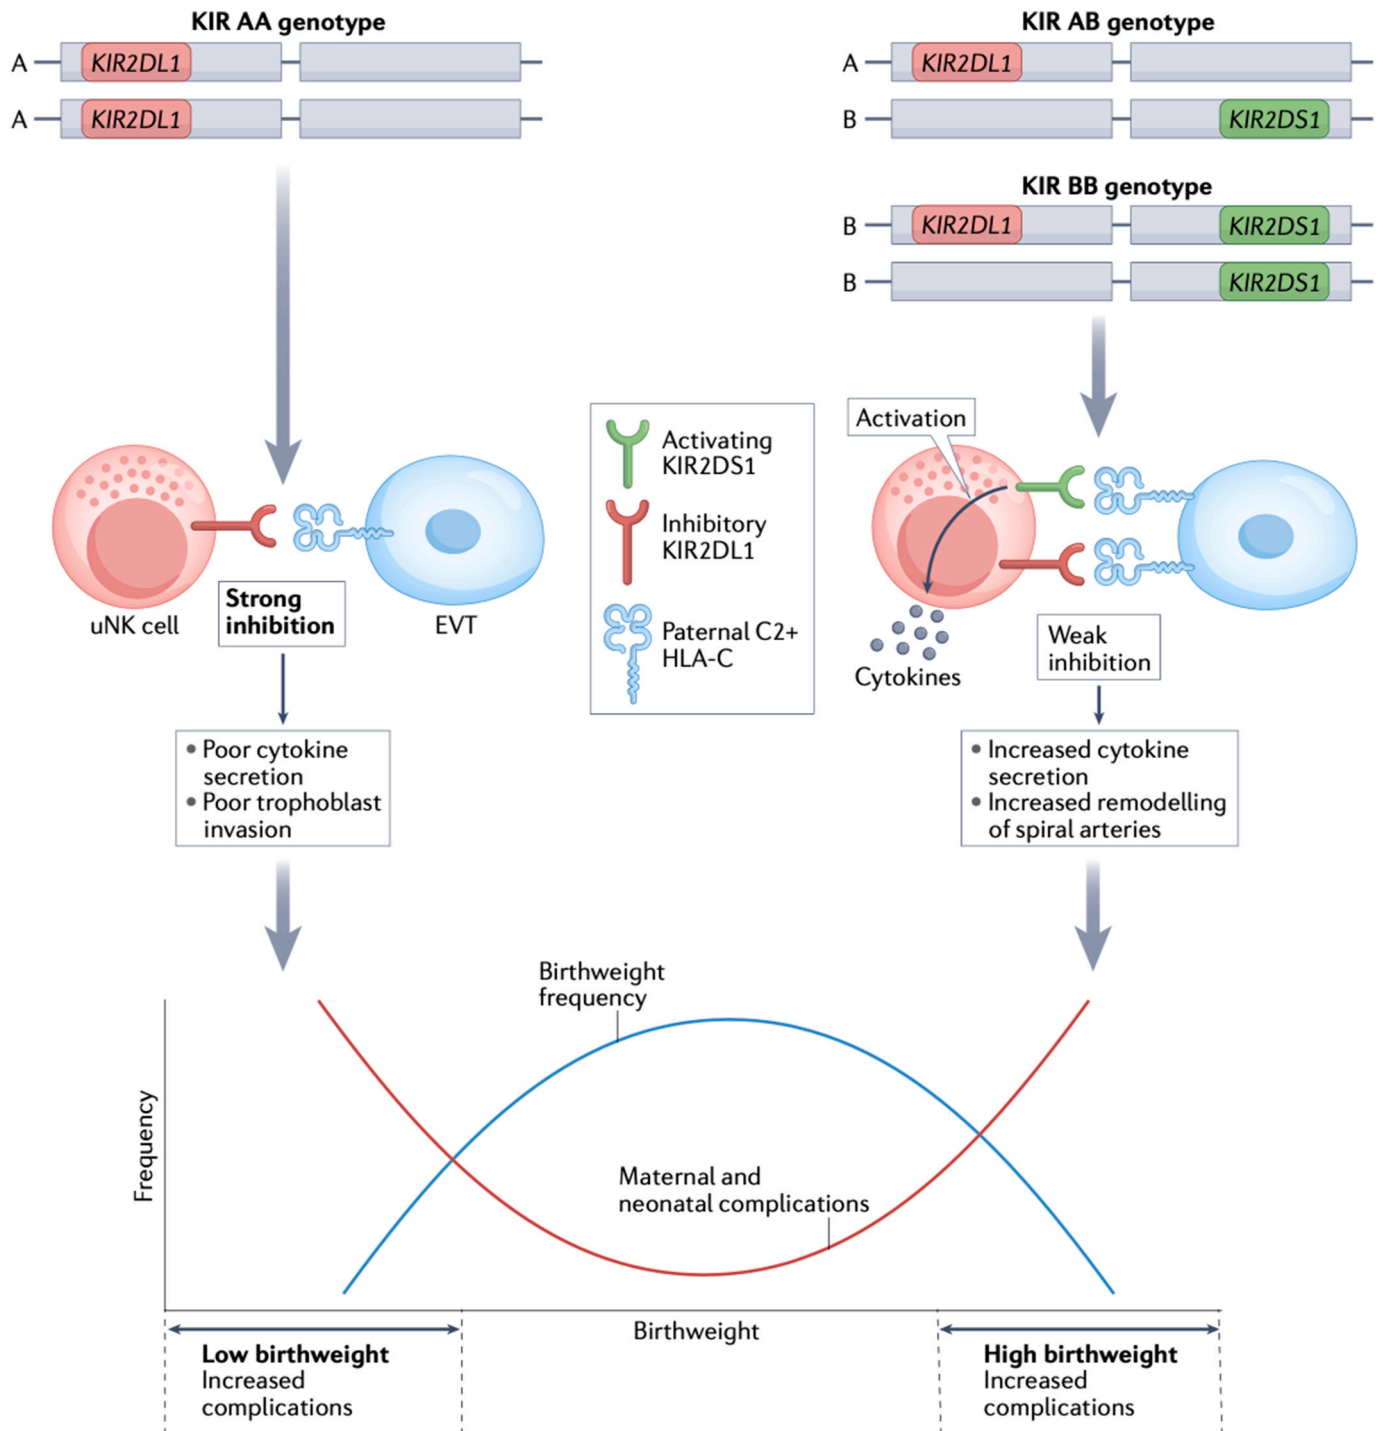 KIR AA genotype
A
KIR2DL1
A
KIR2DL1
KIR AB genotype
A
KIR2DL1
B
KIR2DS1
KIR BB genotype
B
KIR2DL1
KIR2DS1
B
KIR2DS1
uNK cell
Strong
inhibition
EVT
• Poor cytokine
secretion
• Poor trophoblast
invasion
Activating
KIR2DS1
Inhibitory
KIR2DL1
Paternal C2+
HLA-C
Activation
Cytokines
Weak
inhibition
• Increased cytokine
secretion
• Increased remodelling
of spiral arteries
Birthweight
frequency
Maternal and
neonatal complications
Frequency
Birthweight
Low birthweight
Increased
complications
High birthweight
Increased
complications